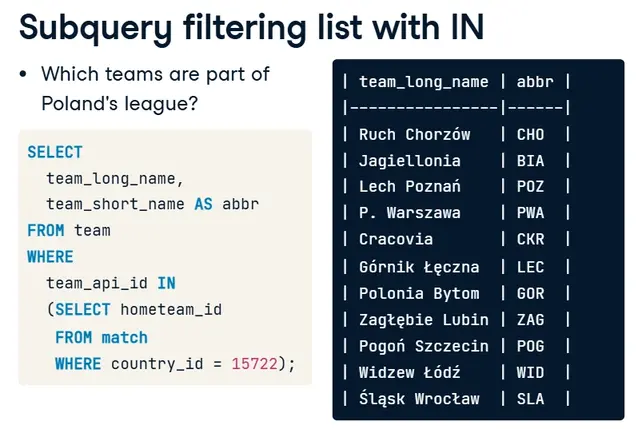 Subquery filtering list with IN
• Which teams are part of
Poland's league?
SELECT
team_long_name,
team_short_name AS abbr
FROM team
WHERE
team_api_id IN
(SELECT hometeam_id
FROM match
WHERE country_id = 15722);
| team_long_name | abbr |
|----------------|------|
| Ruch Chorzów | CHO |
| Jagiellonia | BIA |
| Lech Poznań | POZ |
| P. Warszawa | PWA |
| Cracovia | CKR |
| Górnik Łęczna | LEC |
| Polonia Bytom | GOR |
| Zagłębie Lubin | ZAG |
| Pogoń Szczecin | POG |
| Widzew Łódź | WID |
| Śląsk Wrocław | SLA |